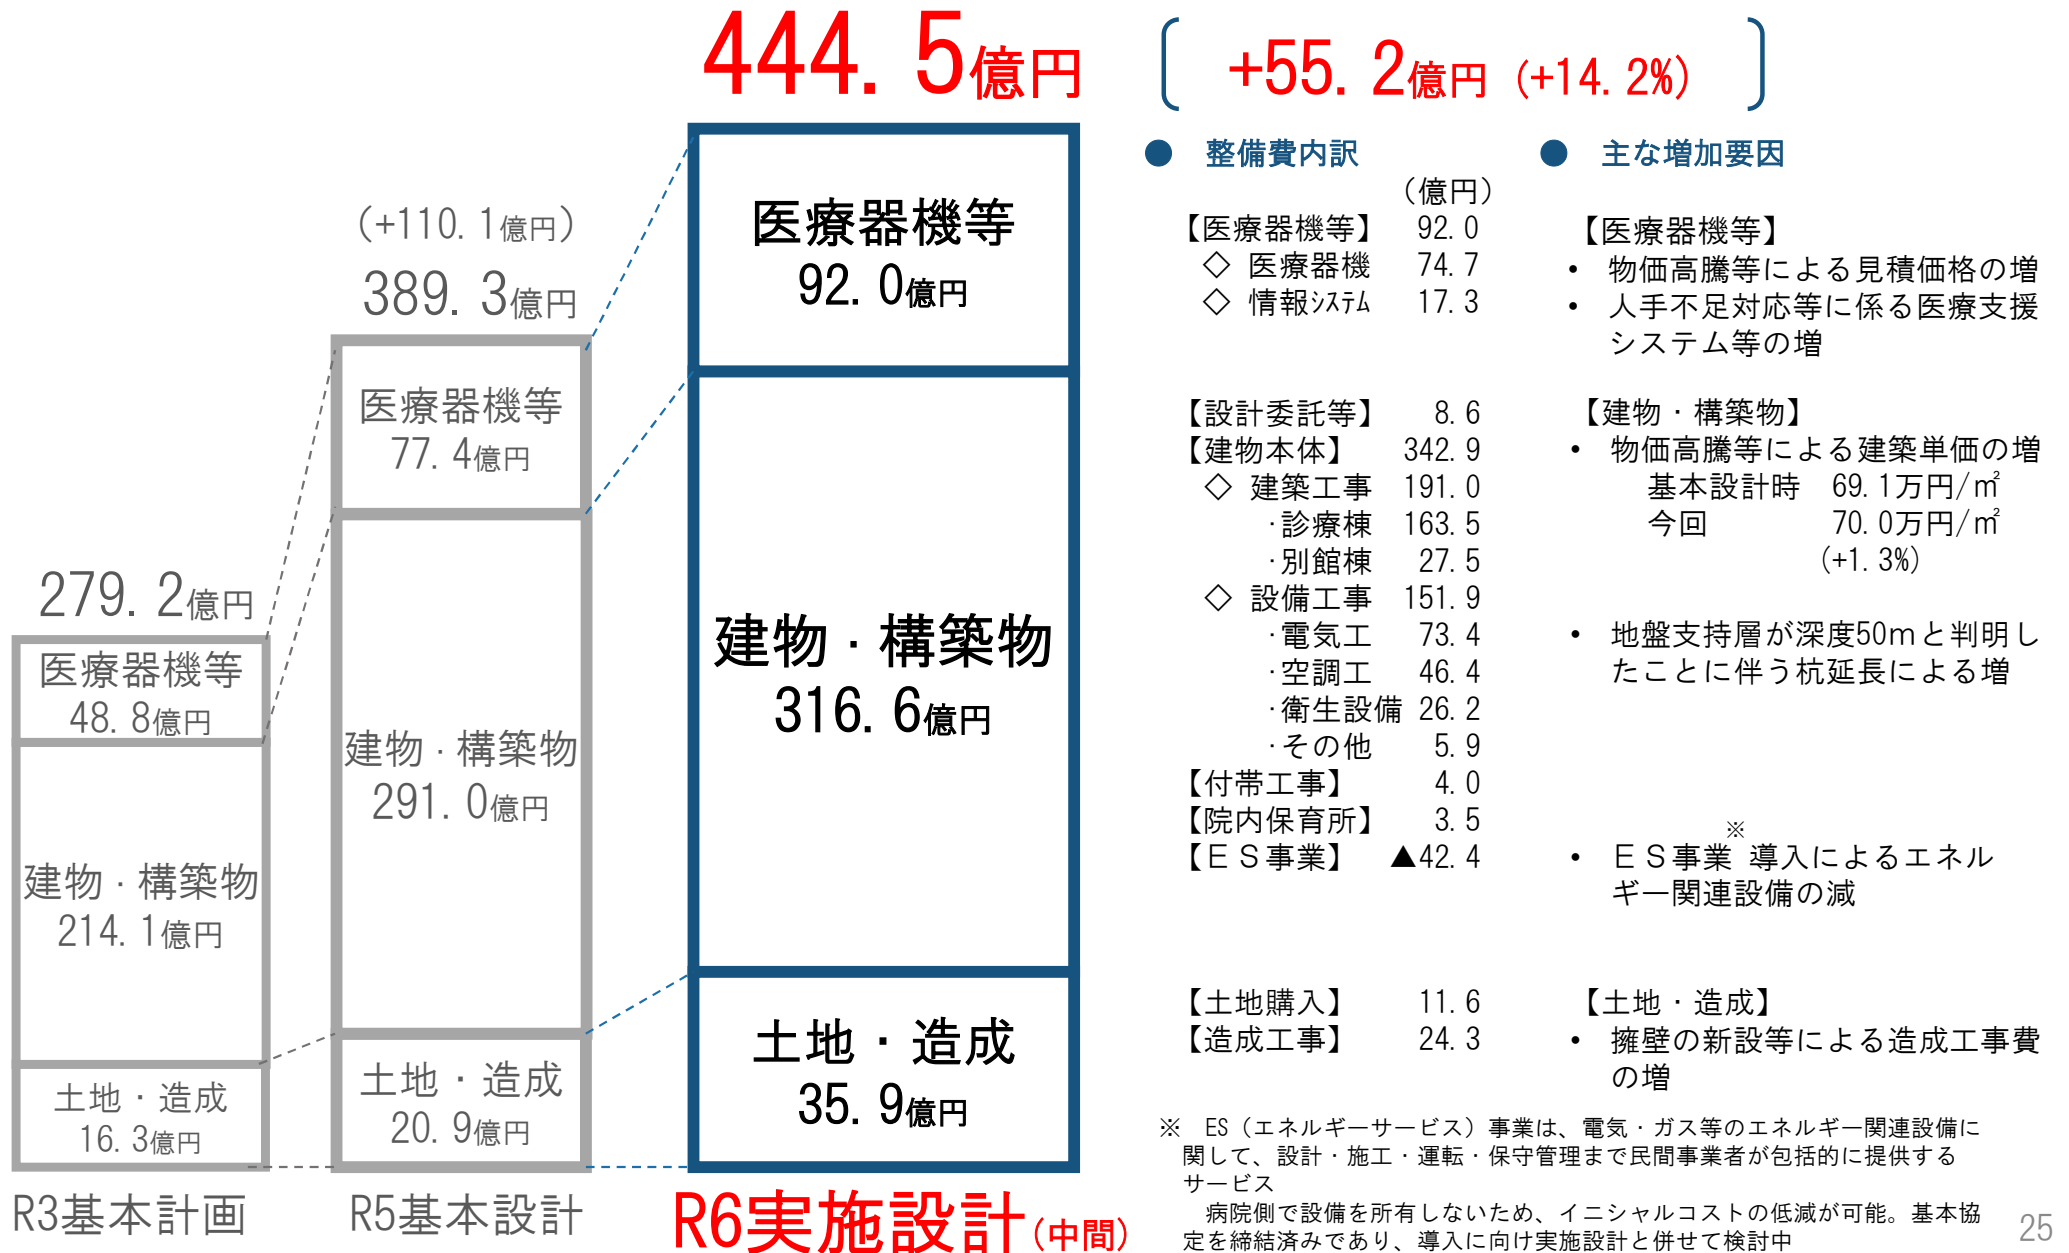 279.2億円
医療器機等
48.8億円
建物・構築物
214.1億円
土地・造成
16.3億円
R3基本計画
(+110.1億円)
389.3億円
医療器機等
77.4億円
建物・構築物
291.0億円
土地・造成
20.9億円
R5基本設計
444.5億円
医療器機等
92.0億円
建物・構築物
316.6億円
土地・造成
35.9億円
R6実施設計(中間)
+55.2億円(+14.2%)
● 整備費内訳
（億円）
【医療器機等】 92.0
◇ 医療器機 74.7
◇ 情報ｼｽﾃﾑ 17.3
【設計委託等】 8.6
【建物本体】 342.9
◇ 建築工事 191.0
・診療棟 163.5
・別館棟 27.5
◇ 設備工事 151.9
・電気工 73.4
・空調工 46.4
・衛生設備 26.2
・その他 5.9
【付帯工事】 4.0
【院内保育所】 3.5
【ＥＳ事業】 ▲42.4
【土地購入】 11.6
【造成工事】 24.3
● 主な増加要因
【医療器機等】
• 物価高騰等による見積価格の増
• 人手不足対応等に係る医療支援
システム等の増
【建物・構築物】
• 物価高騰等による建築単価の増
基本設計時 69.1万円/㎡
今回 70.0万円/㎡
(+1.3%)
• 地盤支持層が深度50mと判明し
たことに伴う杭延長による増
• ＥＳ事業※導入によるエネル
ギー関連設備の減
【土地・造成】
• 擁壁の新設等による造成工事費
の増
※ ES（エネルギーサービス）事業は、電気・ガス等のエネルギー関連設備に
関して、設計・施工・運転・保守管理まで民間事業者が包括的に提供する
サービス
病院側で設備を所有しないため、イニシャルコストの低減が可能。基本協
定を締結済みであり、導入に向け実施設計と併せて検討中
25